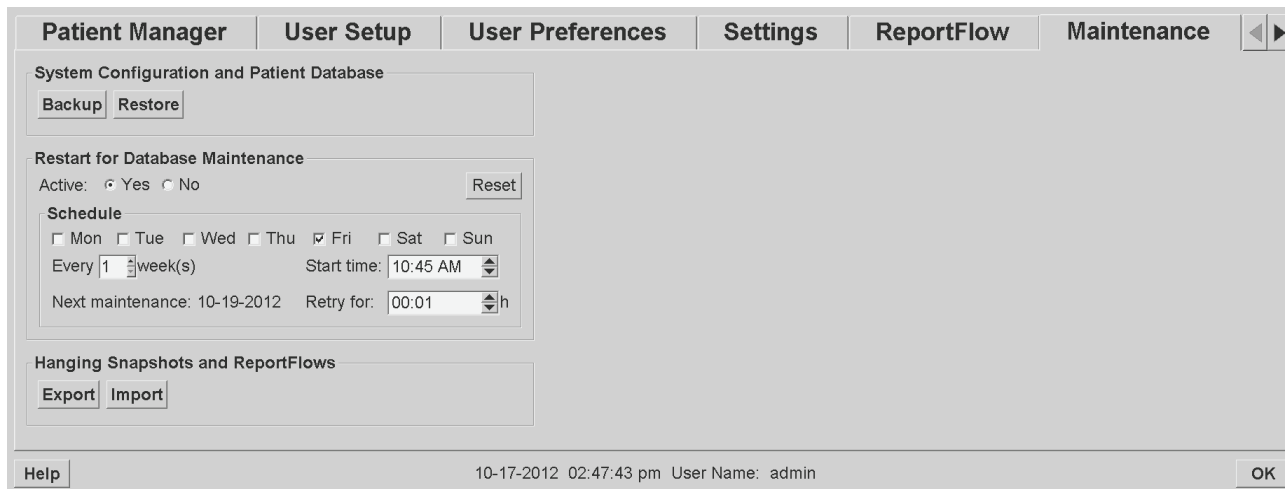 Patient Manager User Setup User Preferences Settings ReportFlow Maintenance
System Configuration and Patient Database
Backup Restore
Restart for Database Maintenance
Active: Yes No Reset
Schedule
Mon Tue Wed Thu Fri Sat Sun
Every 1 week(s) Start time: 10:45 AM
Next maintenance: 10-19-2012 Retry for: 00:01 h
Hanging Snapshots and ReportFlows
Export Import
Help 10-17-2012 02:47:43 pm User Name: admin OK